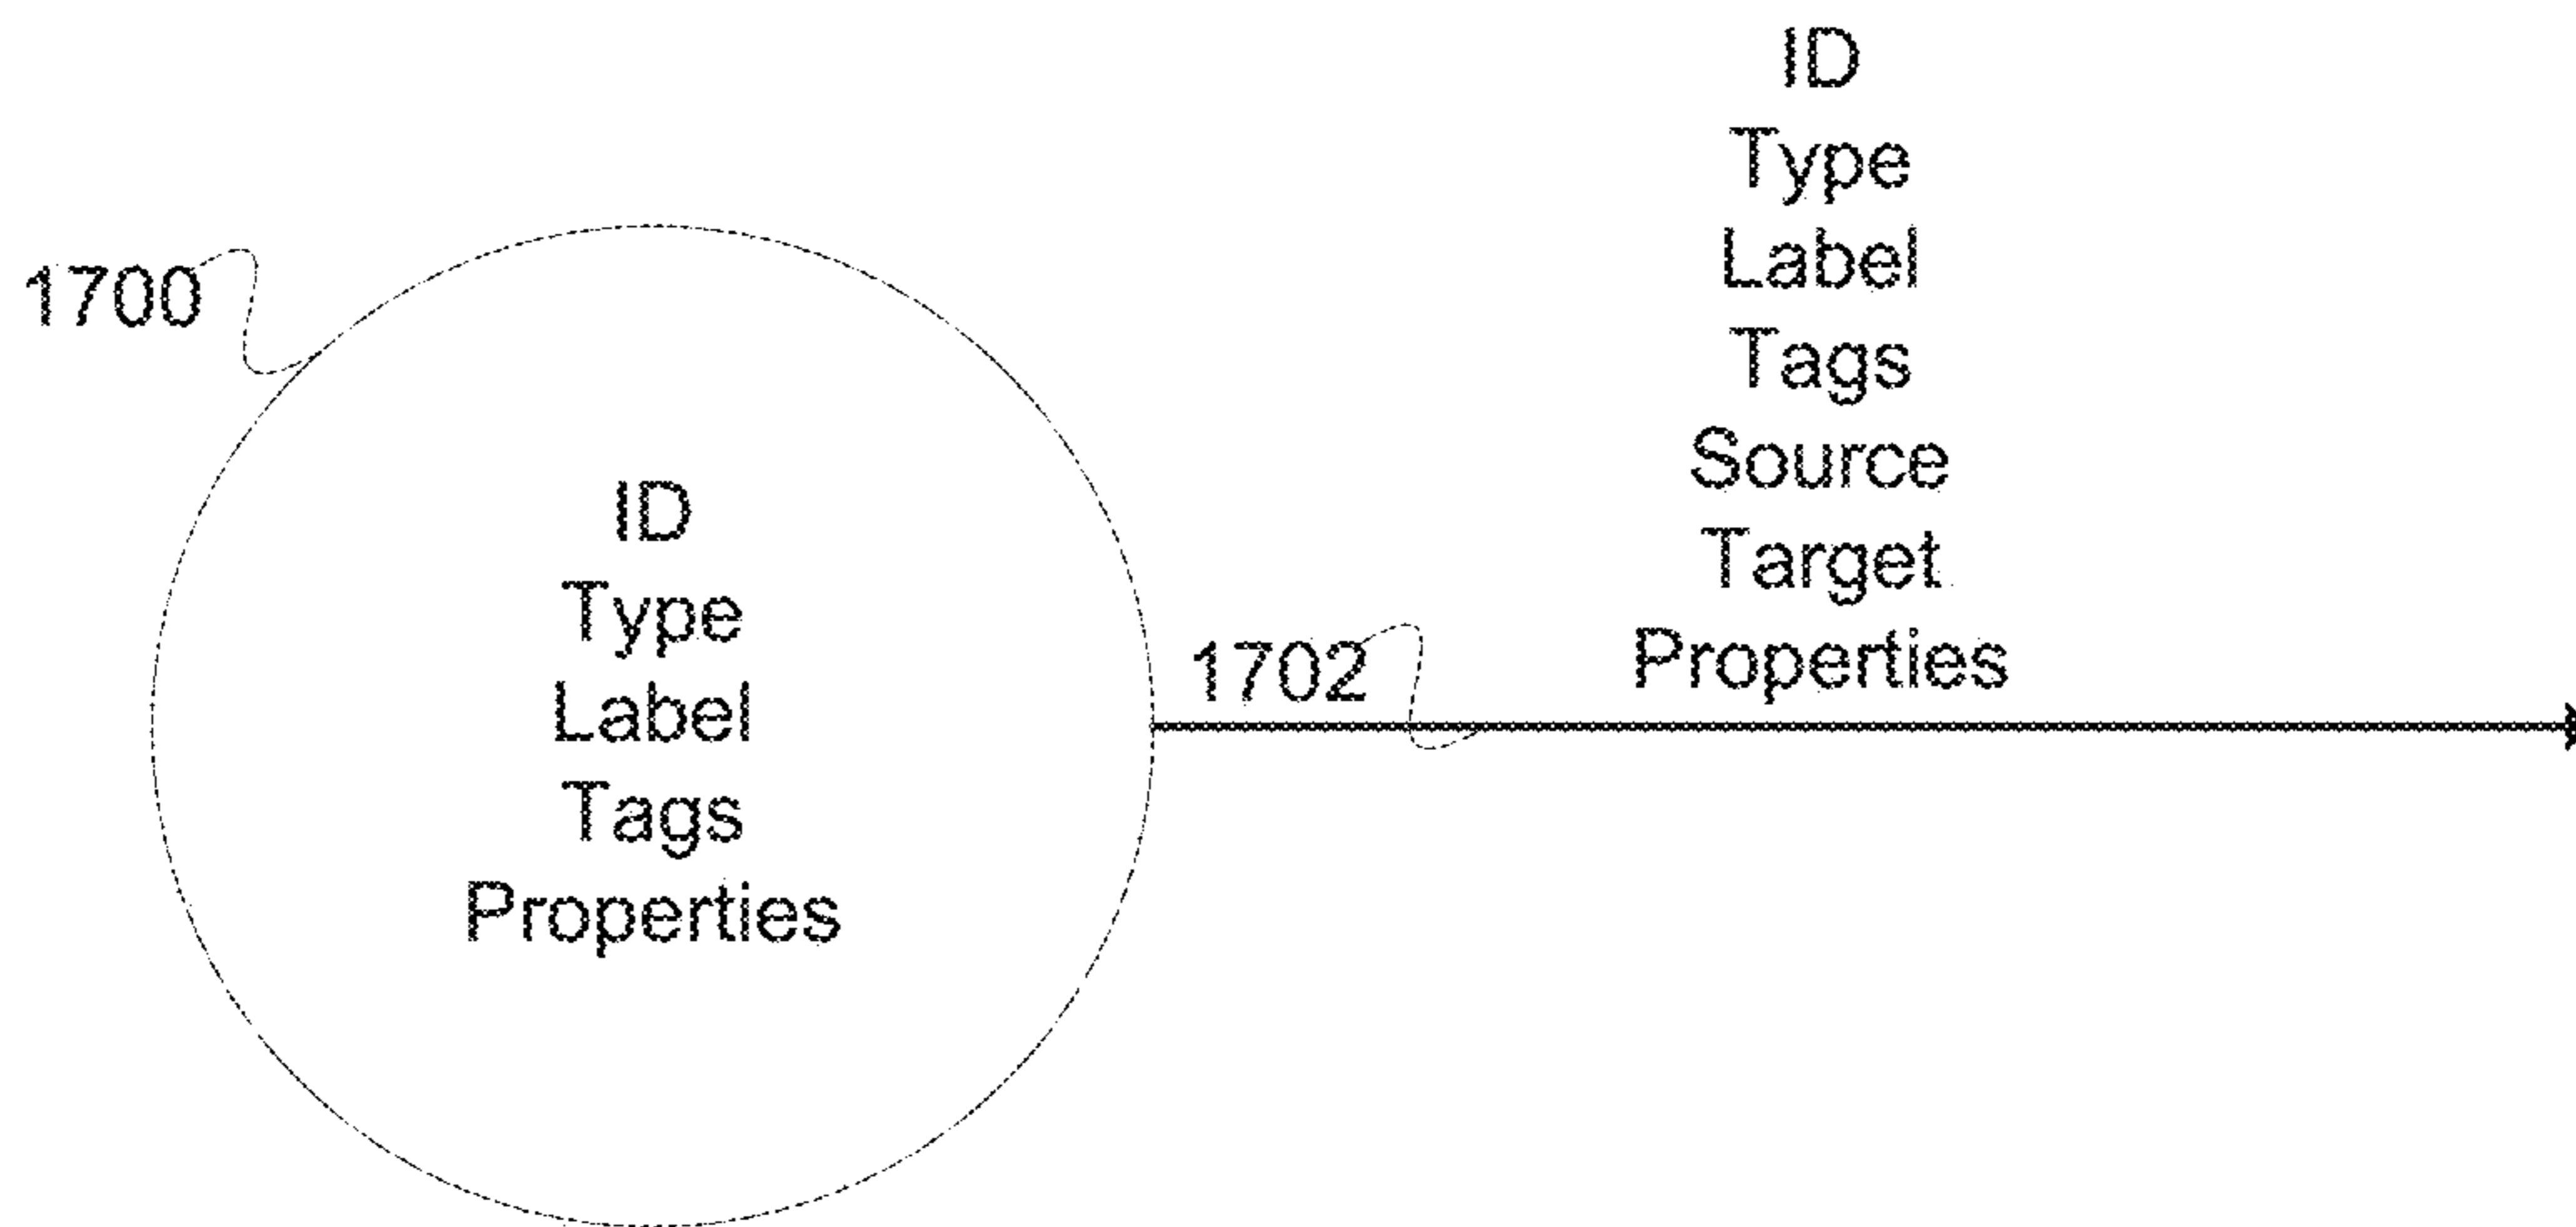 1700
ID
Type
Label
Tags
Properties
1702
ID
Type
Label
Tags
Source
Target
Properties